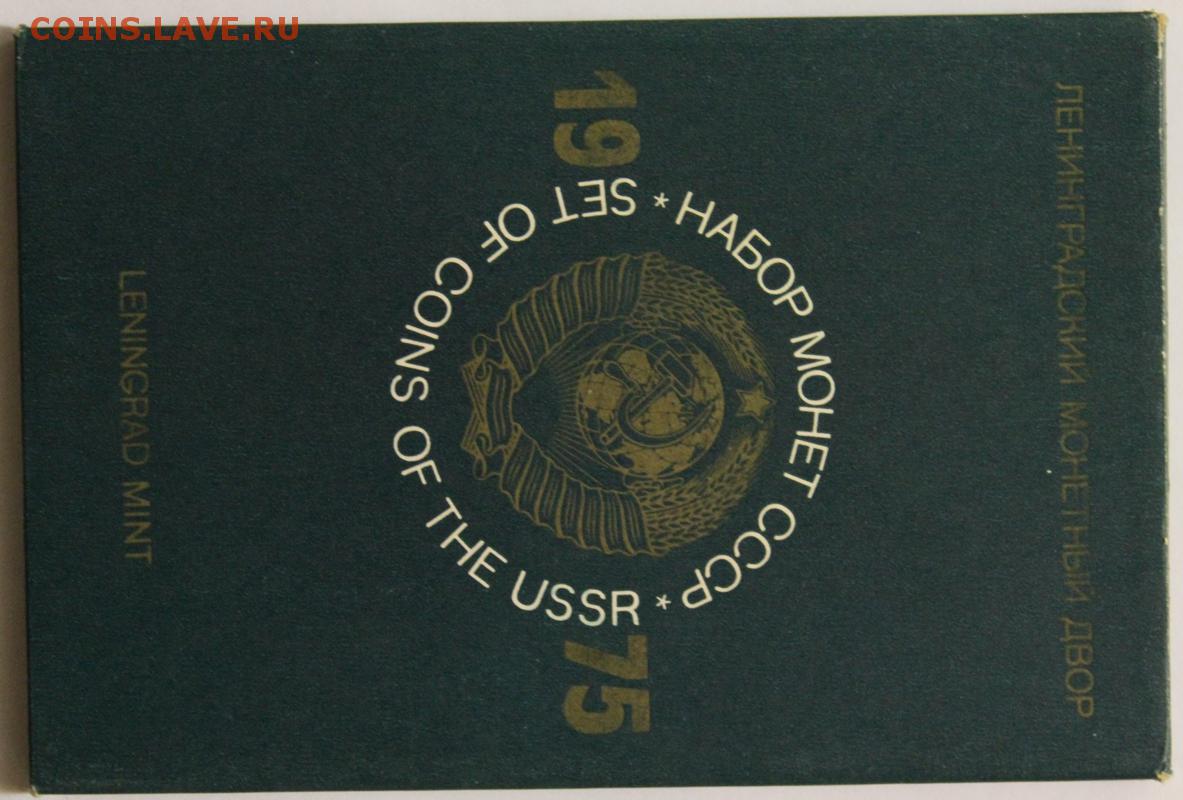 COINS.LAVE.RU
ЛЕНИНГРАДСКИЙ МОНЕТНЫЙ ДВОР
НАБОР МОНЕТ СССР *
19 75
SET OF COINS OF THE USSR *
LENINGRAD MINT